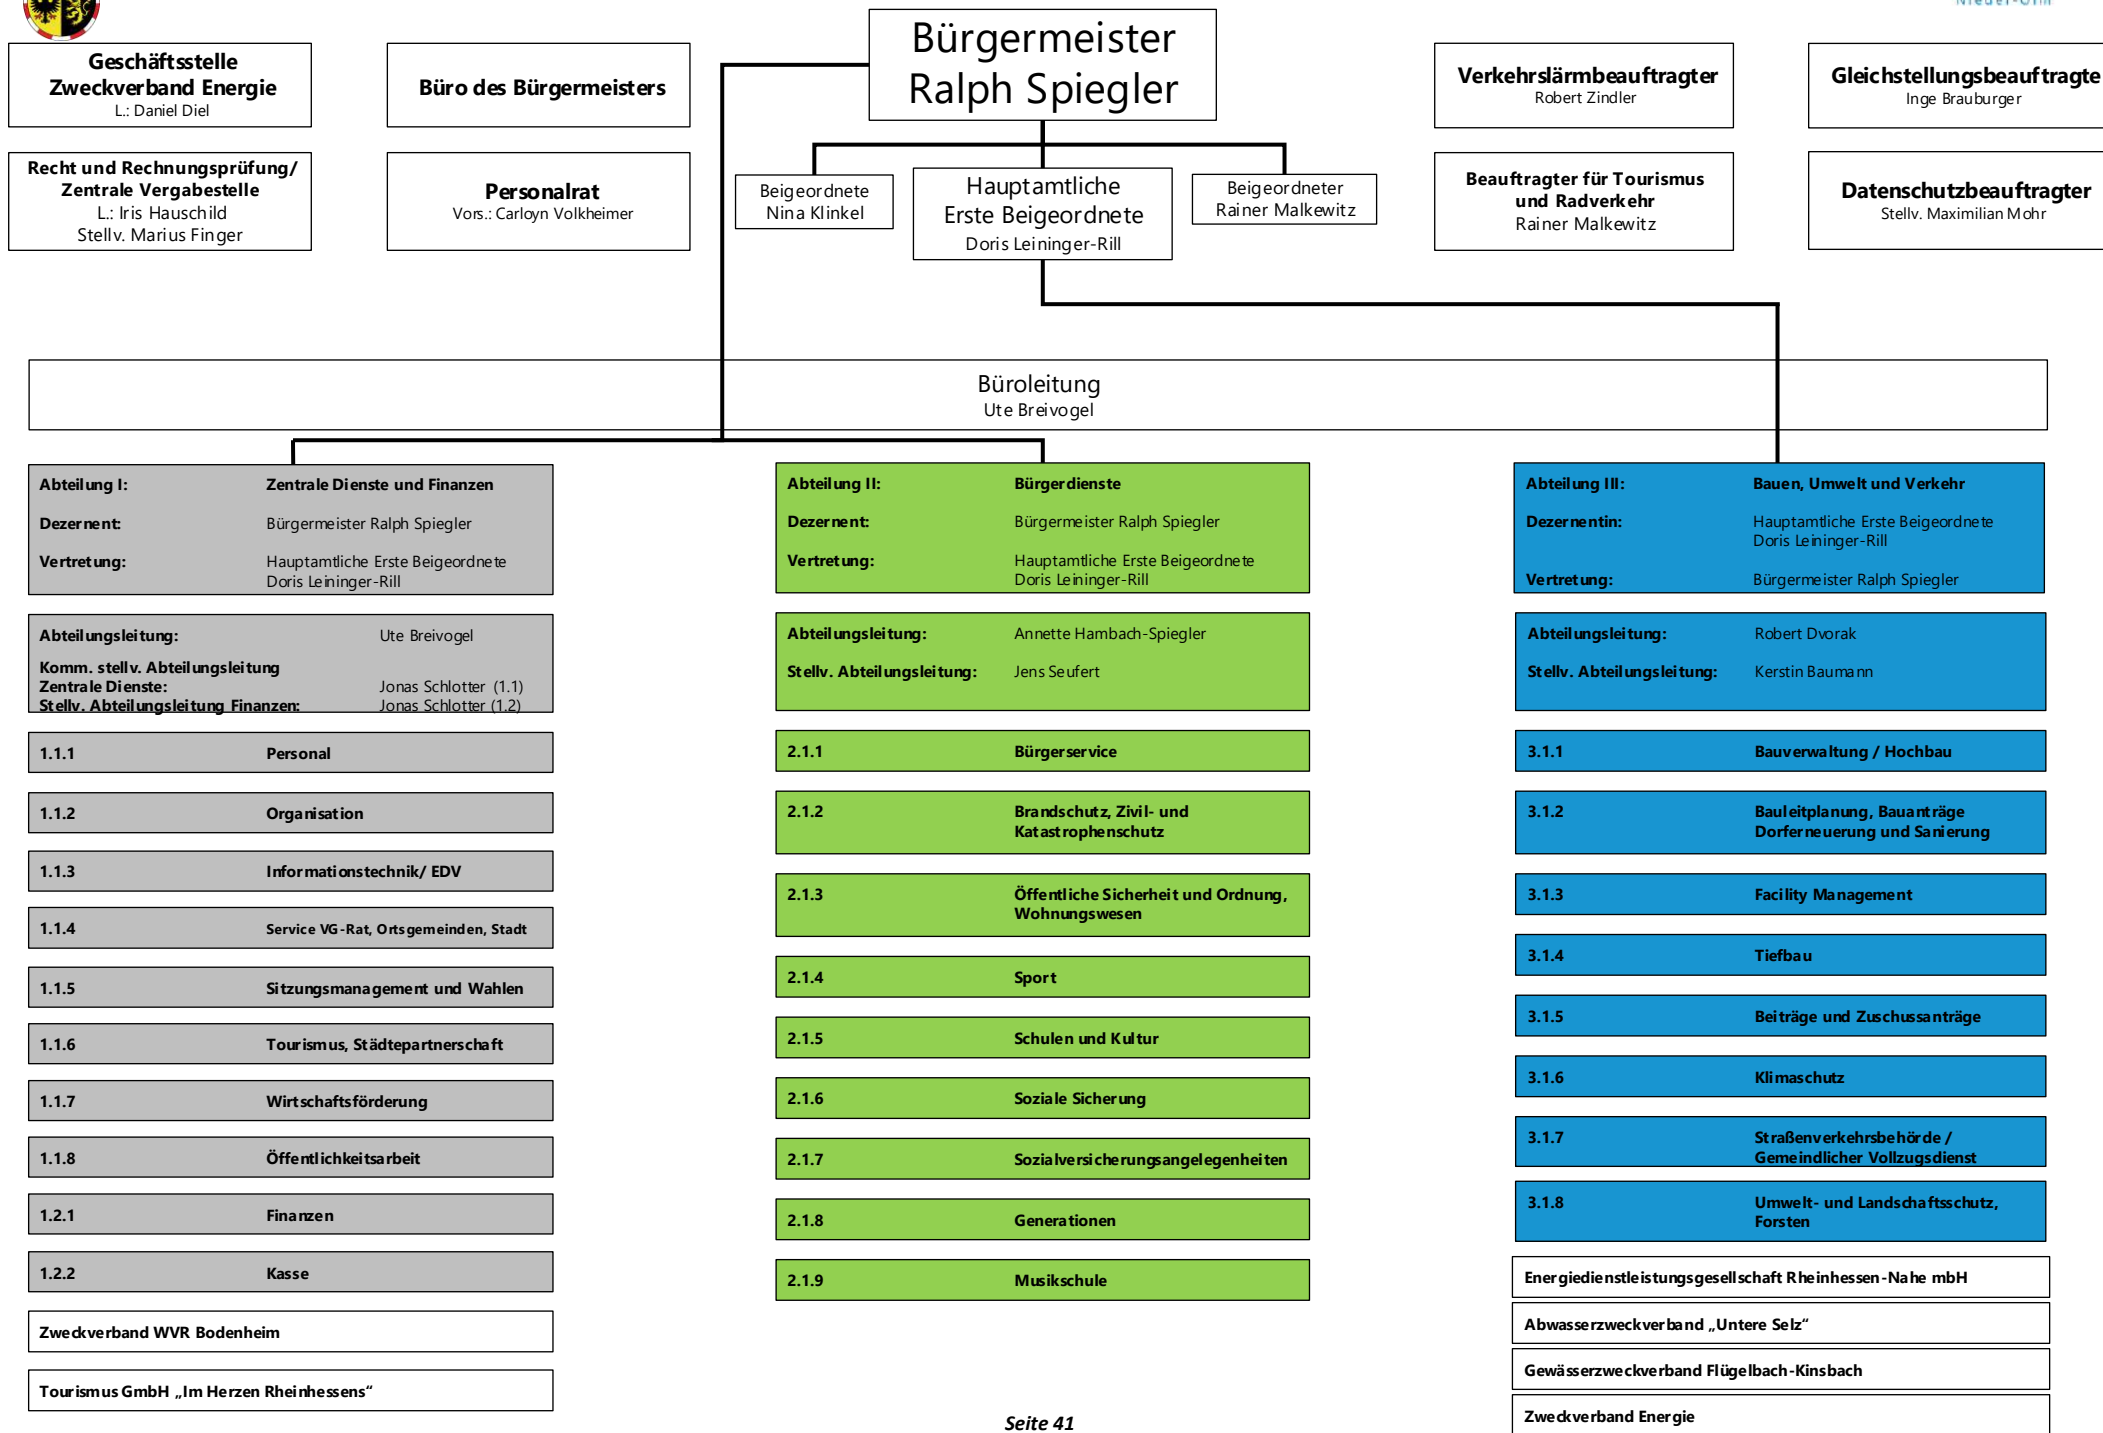 Nieder-Olm
Geschäftsstelle
Zweckverband Energie
L.: Daniel Diel
Büro des Bürgermeisters
Bürgermeister
Ralph Spiegler
Verkehrslärmbeauftragter
Robert Zindler
Gleichstellungsbeauftragte
Inge Brauburger
Recht und Rechnungsprüfung/
Zentrale Vergabestelle
L.: Iris Hauschild
Stellv. Marius Finger
Personalrat
Vors.: Carloyn Volkheimer
Beigeordnete
Nina Klinkel
Hauptamtliche
Erste Beigeordnete
Doris Leininger-Rill
Beigeordneter
Rainer Malkewitz
Beauftragter für Tourismus
und Radverkehr
Rainer Malkewitz
Datenschutzbeauftragter
Stellv. Maximilian Mohr
Büroleitung
Ute Breivogel
Abteilung I: Zentrale Dienste und Finanzen
Dezernent: Bürgermeister Ralph Spiegler
Vertretung: Hauptamtliche Erste Beigeordnete
Doris Leininger-Rill
Abteilungsleitung: Ute Breivogel
Komm. stellv. Abteilungsleitung
Zentrale Dienste: Jonas Schlotter (1.1)
Stellv. Abteilungsleitung Finanzen: Jonas Schlotter (1.2)
1.1.1 Personal
1.1.2 Organisation
1.1.3 Informationstechnik/ EDV
1.1.4 Service VG-Rat, Ortsgemeinden, Stadt
1.1.5 Sitzungsmanagement und Wahlen
1.1.6 Tourismus, Städtepartnerschaft
1.1.7 Wirtschaftsförderung
1.1.8 Öffentlichkeitsarbeit
1.2.1 Finanzen
1.2.2 Kasse
Zweckverband WVR Bodenheim
Tourismus GmbH „Im Herzen Rheinhessens“
Abteilung II: Bürgerdienste
Dezernent: Bürgermeister Ralph Spiegler
Vertretung: Hauptamtliche Erste Beigeordnete
Doris Leininger-Rill
Abteilungsleitung: Annette Hambach-Spiegler
Stellv. Abteilungsleitung: Jens Seufert
2.1.1 Bürgerservice
2.1.2 Brandschutz, Zivil- und
Katastrophenschutz
2.1.3 Öffentliche Sicherheit und Ordnung,
Wohnungswesen
2.1.4 Sport
2.1.5 Schulen und Kultur
2.1.6 Soziale Sicherung
2.1.7 Sozialversicherungsangelegenheiten
2.1.8 Generationen
2.1.9 Musikschule
Abteilung III: Bauen, Umwelt und Verkehr
Dezernentin: Hauptamtliche Erste Beigeordnete
Doris Leininger-Rill
Vertretung: Bürgermeister Ralph Spiegler
Abteilungsleitung: Robert Dvorak
Stellv. Abteilungsleitung: Kerstin Baumann
3.1.1 Bauverwaltung / Hochbau
3.1.2 Bauleitplanung, Bauanträge
Dorferneuerung und Sanierung
3.1.3 Facility Management
3.1.4 Tiefbau
3.1.5 Beiträge und Zuschussanträge
3.1.6 Klimaschutz
3.1.7 Straßenverkehrsbehörde /
Gemeindlicher Vollzugsdienst
3.1.8 Umwelt- und Landschaftsschutz,
Forsten
Energiedienstleistungsgesellschaft Rheinhessen-Nahe mbH
Abwasserzweckverband „Untere Selz“
Gewässerzweckverband Flügelbach-Kinsbach
Zweckverband Energie
Seite 41